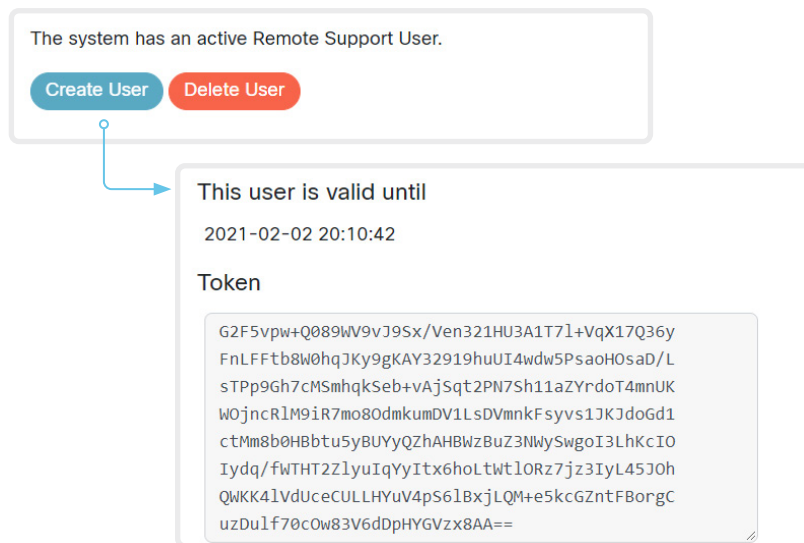 The system has an active Remote Support User.
Create User Delete User
This user is valid until
2021-02-02 20:10:42
Token
G2F5vpw+Q089WV9vJ9Sx/Ven321HU3A1T7l+VqX17Q36y
FnLFFtb8W0hqJKy9gKAY32919huUI4wdw5PsaoHOsaD/L
sTPp9Gh7cMSmhqkSeb+vAjSqt2PN7Sh11aZYrdoT4mnUK
WOjncRlM9iR7mo8OdmkumDV1LsDVmnkFsyvs1JKJdoGd1
ctMm8b0HBbtu5yBUYyQZhAHBWzBuZ3NWySwgoI3LhKcIO
Iydq/fWTHT2ZlyuIqYyItx6hoLtWtlORz7jz3IyL45JOh
QWKK4lVdUceCULLHYuV4pS6lBxjLQM+e5kcGZntFBorgC
uzDulf70cOw83V6dDpHYGVzx8AA==